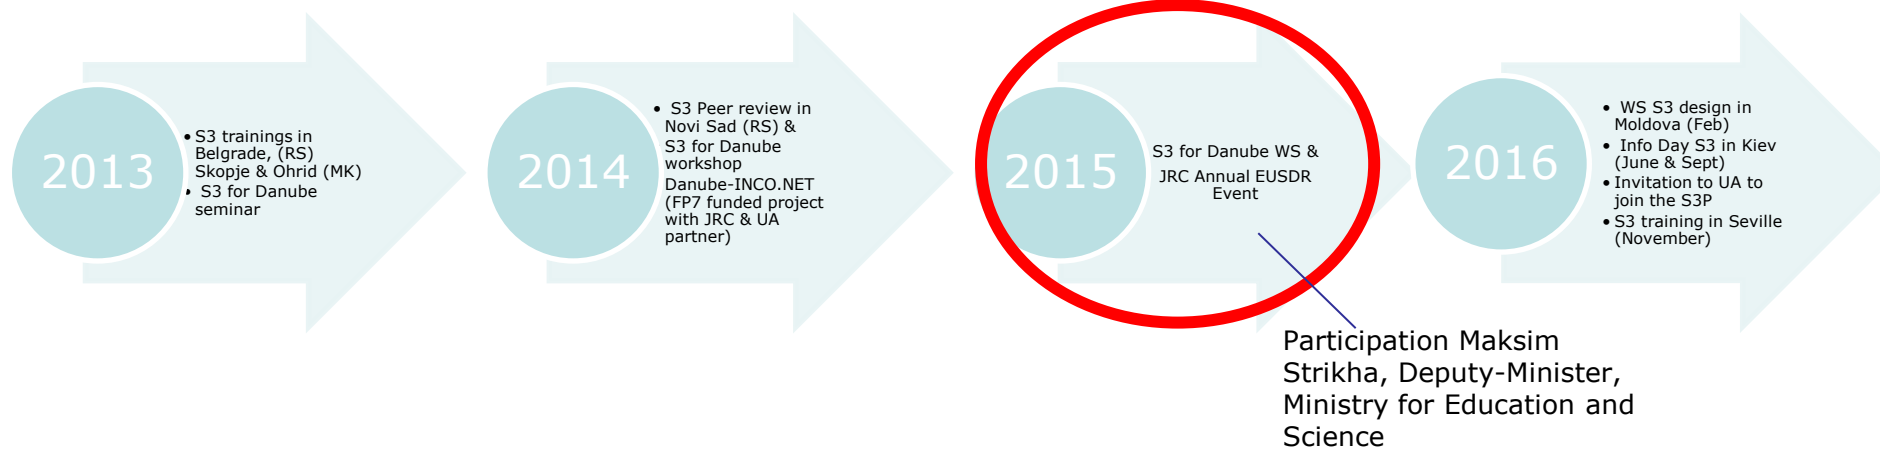 2013
• S3 trainings in
Belgrade, (RS)
Skopje & Ohrid (MK)
• S3 for Danube
seminar
2014
• S3 Peer review in
Novi Sad (RS) &
S3 for Danube
workshop
Danube-INCO.NET
(FP7 funded project
with JRC & UA
partner)
2015
S3 for Danube WS &
JRC Annual EUSDR
Event
2016
• WS S3 design in
Moldova (Feb)
• Info Day S3 in Kiev
(June & Sept)
• Invitation to UA to
join the S3P
• S3 training in Seville
(November)
Participation Maksim
Strikha, Deputy-Minister,
Ministry for Education and
Science